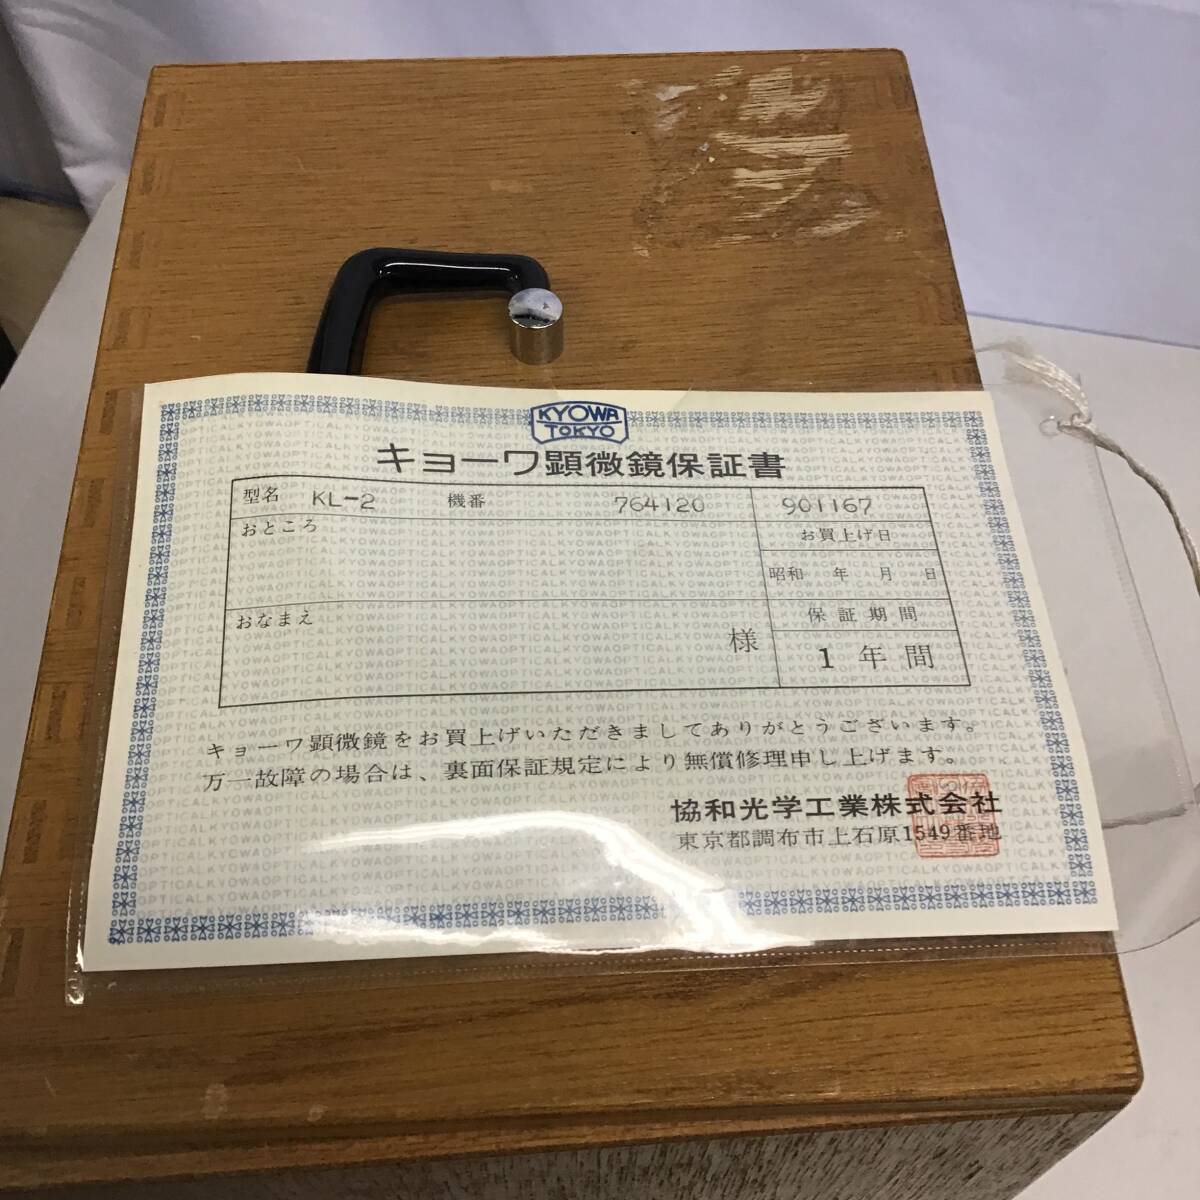 KYOWA
TOKYO
キョーワ顕微鏡保証書
型名 KL-2 機番 764120 901167
おところ
お買上げ日
昭和 年 月 日
おなまえ
様
保証期間
1年間
キョーワ顕微鏡をお買上げいただきましてありがとうございます。
万一故障の場合は、裏面保証規定により無償修理申し上げます。
協和光学工業株式会社
東京都調布市上石原1549番地